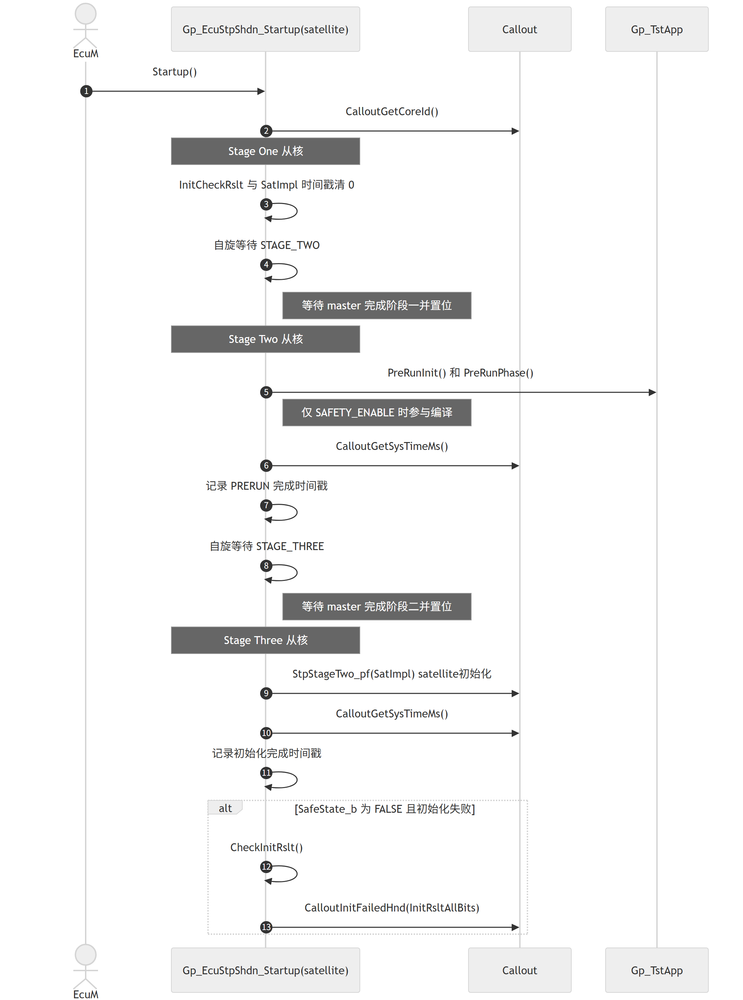 EcuM
Gp_EcuStpShdn_Startup(satellite)
Callout
Gp_TstApp
Startup()
1
CalloutGetCoreId()
2
Stage One 从核
InitCheckRslt 与 SatImpl 时间戳清 0
3
自旋等待 STAGE_TWO
4
等待 master 完成阶段一并置位
Stage Two 从核
PreRunInit() 和 PreRunPhase()
5
仅 SAFETY_ENABLE 时参与编译
CalloutGetSysTimeMs()
6
记录 PRERUN 完成时间戳
7
自旋等待 STAGE_THREE
8
等待 master 完成阶段二并置位
Stage Three 从核
StpStageTwo_pf(SatImpl) satellite初始化
9
CalloutGetSysTimeMs()
10
记录初始化完成时间戳
11
alt
[SafeState_b 为 FALSE 且初始化失败]
CheckInitRslt()
12
CalloutInitFailedHnd(InitRsltAllBits)
13
EcuM
Gp_EcuStpShdn_Startup(satellite)
Callout
Gp_TstApp